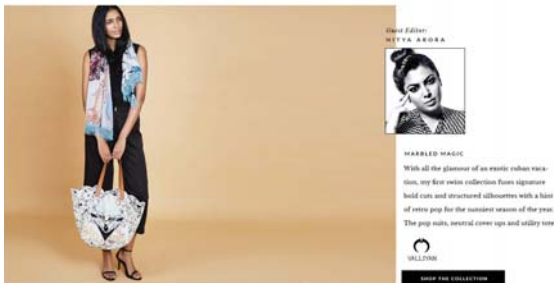 Guest Editor:
NITYA ARORA
MARBLED MAGIC
With all the glamour of an exotic cuban vaca-
tion, my first swim collection fuses signature
bold cuts and structured silhouettes with a hint
of retro pop for the sunniest season of the year.
The pop suits, neutral cover ups and utility tote
VALLIYAN
SHOP THE COLLECTION